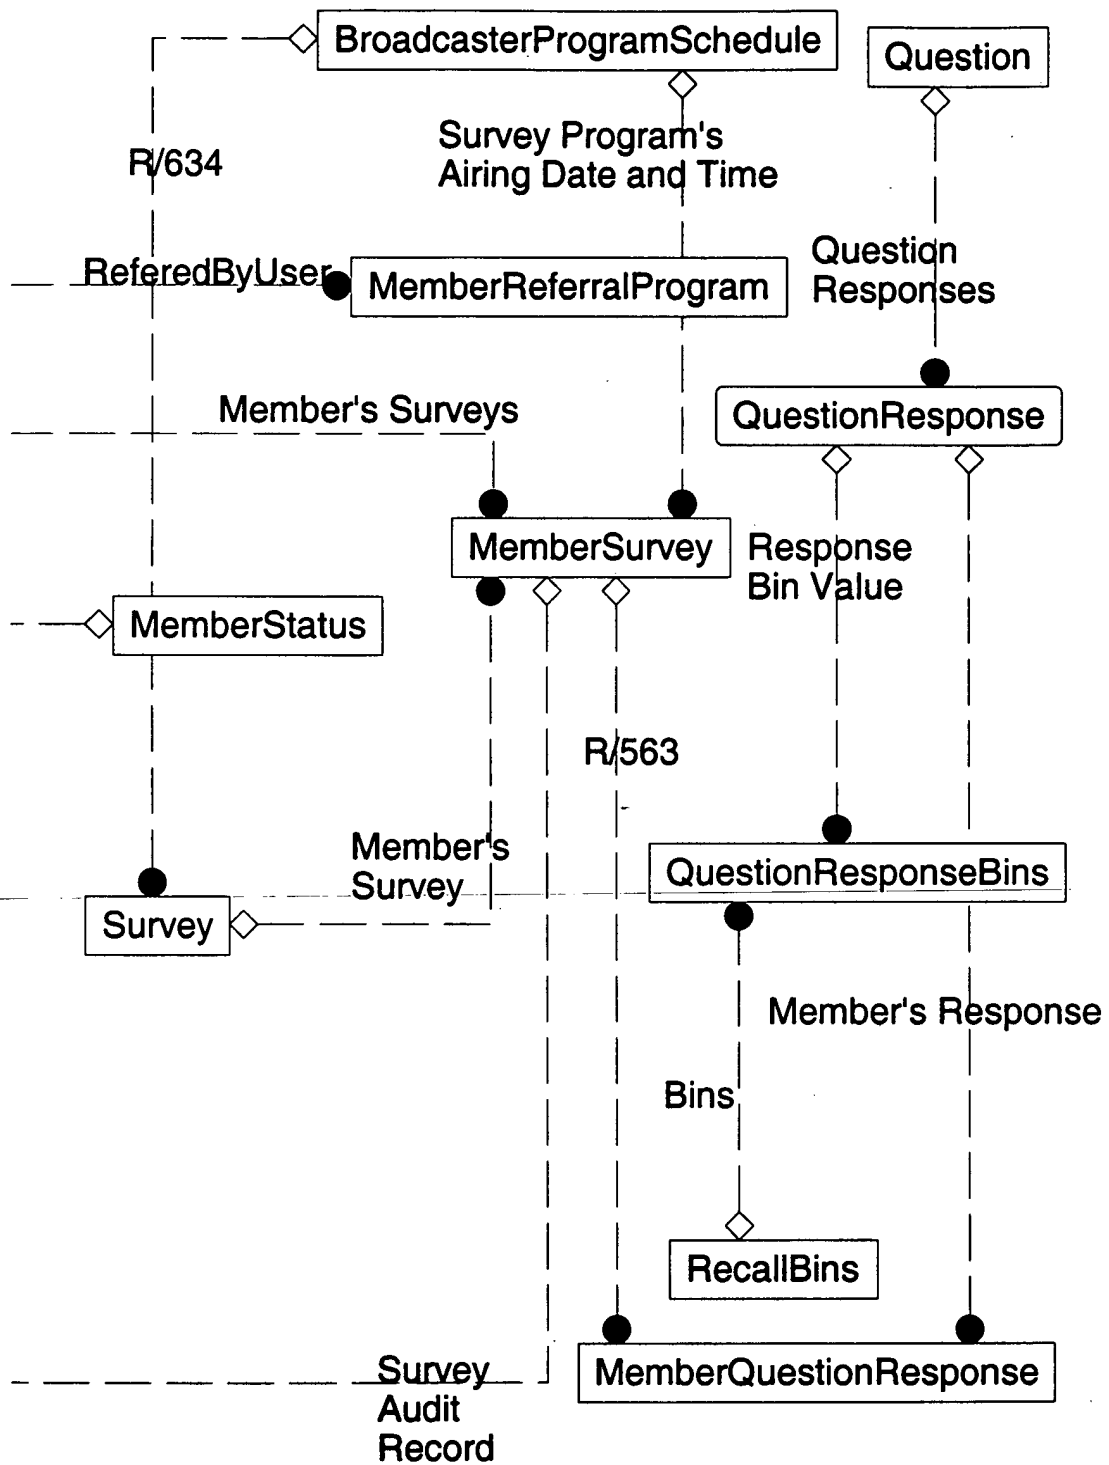 BroadcasterProgramSchedule
Question
Survey Program's
Airing Date and Time
R/634
Question
Responses
ReferedByUser
MemberReferralProgram
Member's Surveys
QuestionResponse
MemberSurvey
Response
Bin Value
MemberStatus
R/563
Member's
Survey
QuestionResponseBins
Survey
Member's Response
Bins
RecallBins
MemberQuestionResponse
Survey
Audit
Record